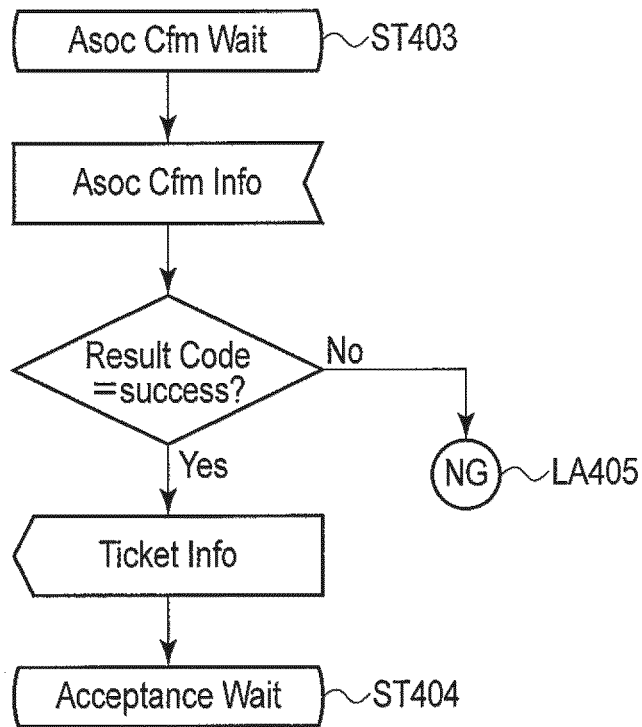 Asoc Cfm Wait ST403
Asoc Cfm Info
Result Code
=success?
No
Yes
NG LA405
Ticket Info
Acceptance Wait ST404